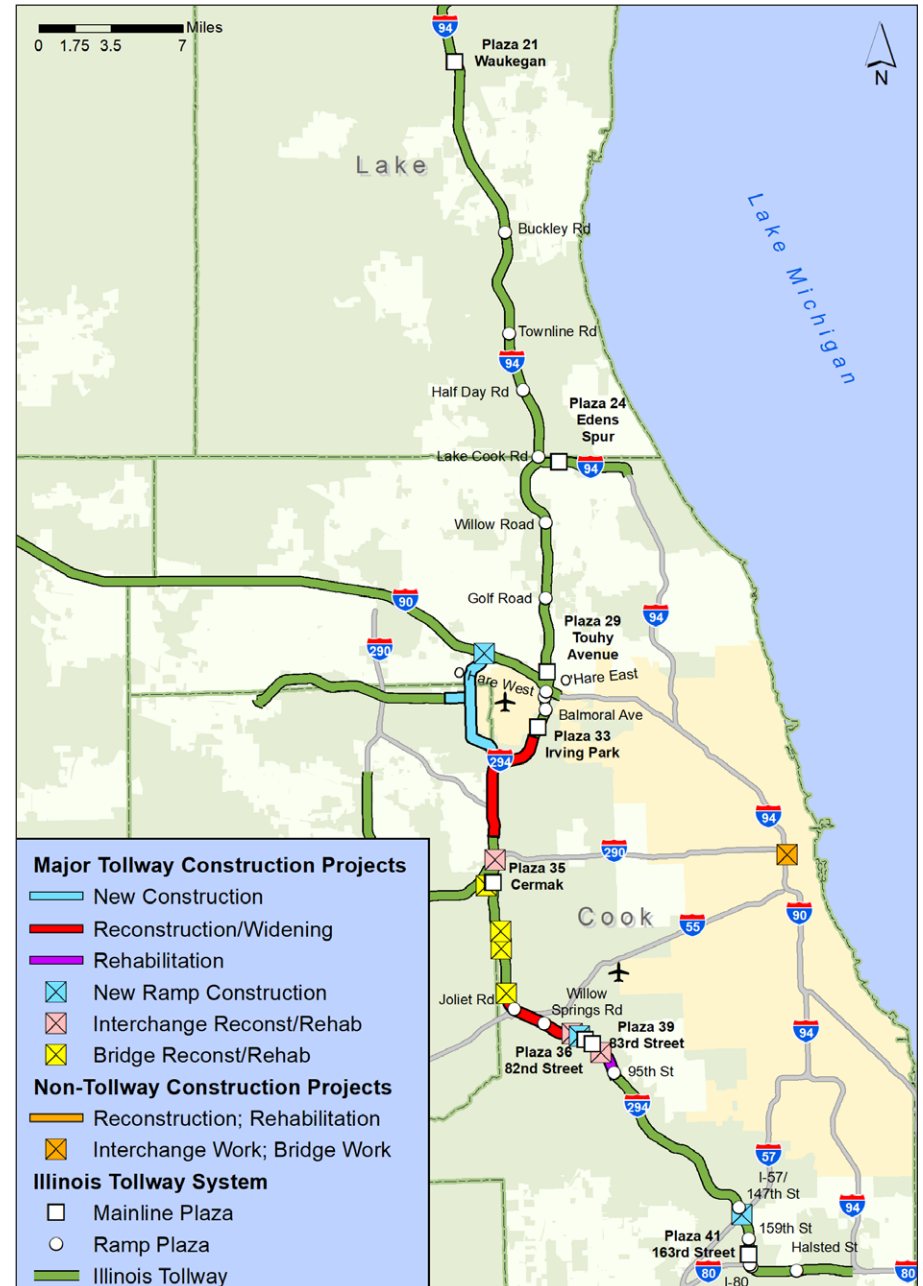 Miles
0 1.75 3.5 7
94
Plaza 21
Waukegan
N
Lake
Buckley Rd
Lake Michigan
Townline Rd
94
Half Day Rd
Plaza 24
Edens
Spur
Lake Cook Rd
94
Willow Road
Golf Road
90
94
290
Plaza 29
Touhy
Avenue
O'Hare West
O'Hare East
Balmoral Ave
Plaza 33
Irving Park
294
94
290
Plaza 35
Cermak
90
Cook
55
Joliet Rd
Willow
Springs Rd
Plaza 39
83rd Street
Plaza 36
82nd Street
95th St
94
294
57
I-57/
147th St
94
159th St
Plaza 41
163rd Street
Halsted St
80
I-80
80
Major Tollway Construction Projects
New Construction
Reconstruction/Widening
Rehabilitation
New Ramp Construction
Interchange Reconst/Rehab
Bridge Reconst/Rehab
Non-Tollway Construction Projects
Reconstruction; Rehabilitation
Interchange Work; Bridge Work
Illinois Tollway System
Mainline Plaza
Ramp Plaza
Illinois Tollway